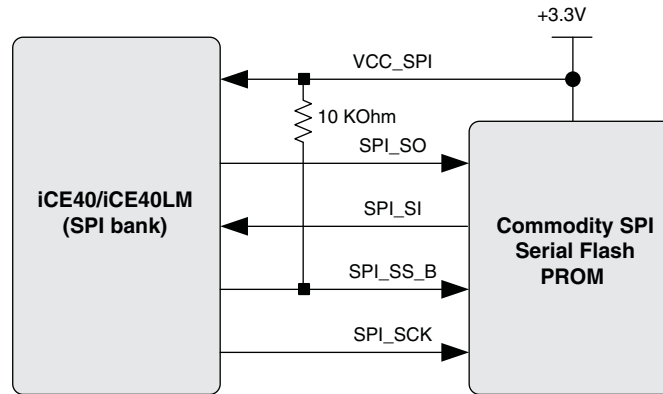 +3.3V
VCC_SPI
10 KOhm
SPI_SO
iCE40/iCE40LM
(SPI bank)
SPI_SI
Commodity SPI
Serial Flash
PROM
SPI_SS_B
SPI_SCK